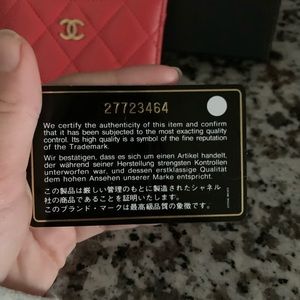 27723464
We certify the authenticity of this item and confirm
that it has been subjected to the most exacting quality
control. Its high quality is a symbol of the fine reputation
of the Trademark.
Wir bestätigen, dass es sich um einen Artikel handelt,
der während seiner Herstellung strengsten Kontrollen
unterworfen war, und dessen erstklassige Qualität
dem hohen Ansehen unserer Marke entspricht.
この製品は厳しい管理のもとに製造されたシャネル
社の商品であることを証明いたします。
このブランド・マークは最高級品質の象徴です。